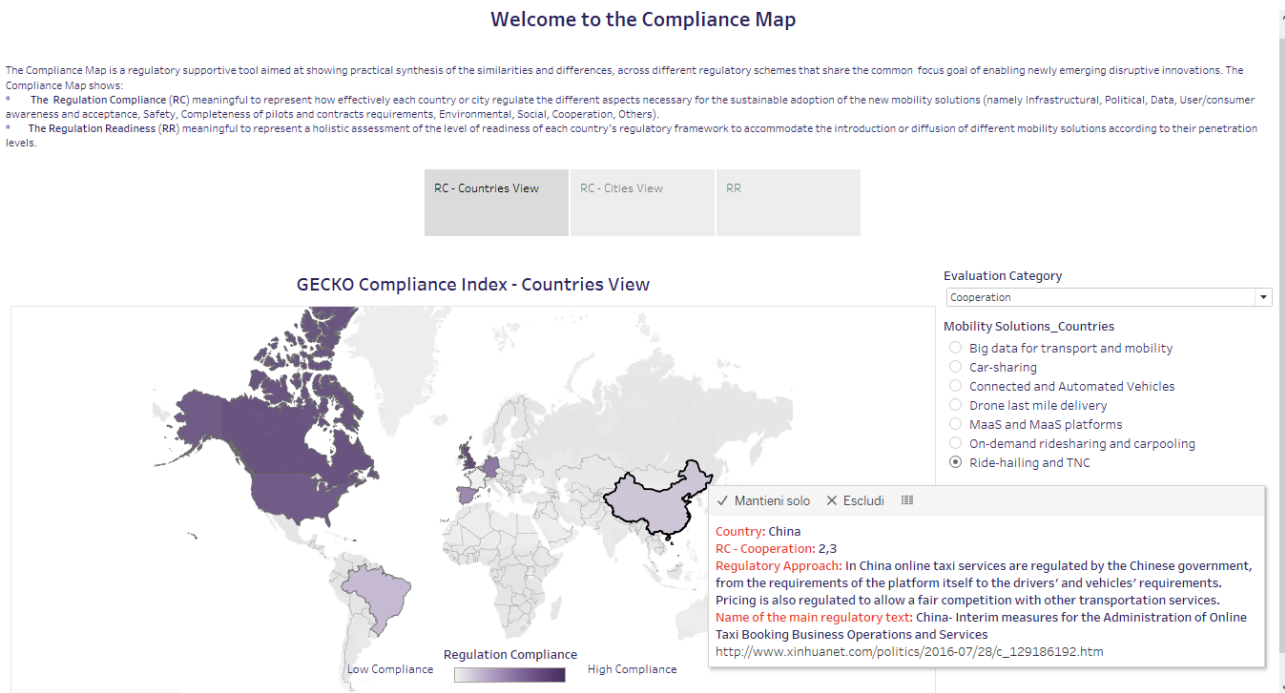 Welcome to the Compliance Map
The Compliance Map is a regulatory supportive tool aimed at showing practical synthesis of the similarities and differences, across different regulatory schemes that share the common focus goal of enabling newly emerging disruptive innovations. The
Compliance Map shows:
* The Regulation Compliance (RC) meaningful to represent how effectively each country or city regulate the different aspects necessary for the sustainable adoption of the new mobility solutions (namely Infrastructural, Political, Data, User/consumer
awareness and acceptance, Safety, Completeness of pilots and contracts requirements, Environmental, Social, Cooperation, Others).
* The Regulation Readiness (RR) meaningful to represent a holistic assessment of the level of readiness of each country's regulatory framework to accommodate the introduction or diffusion of different mobility solutions according to their penetration
levels.
RC - Countries View
RC - Cities View
RR
GECKO Compliance Index - Countries View
Evaluation Category
Cooperation
Mobility Solutions_Countries
Big data for transport and mobility
Car-sharing
Connected and Automated Vehicles
Drone last mile delivery
MaaS and MaaS platforms
On-demand ridesharing and carpooling
Ride-hailing and TNC
Mantieni solo
Escludi
Country: China
RC - Cooperation: 2,3
Regulatory Approach: In China online taxi services are regulated by the Chinese government,
from the requirements of the platform itself to the drivers' and vehicles' requirements.
Pricing is also regulated to allow a fair competition with other transportation services.
Name of the main regulatory text: China- Interim measures for the Administration of Online
Taxi Booking Business Operations and Services
http://www.xinhuanet.com/politics/2016-07/28/c_129186192.htm
Regulation Compliance
Low Compliance
High Compliance